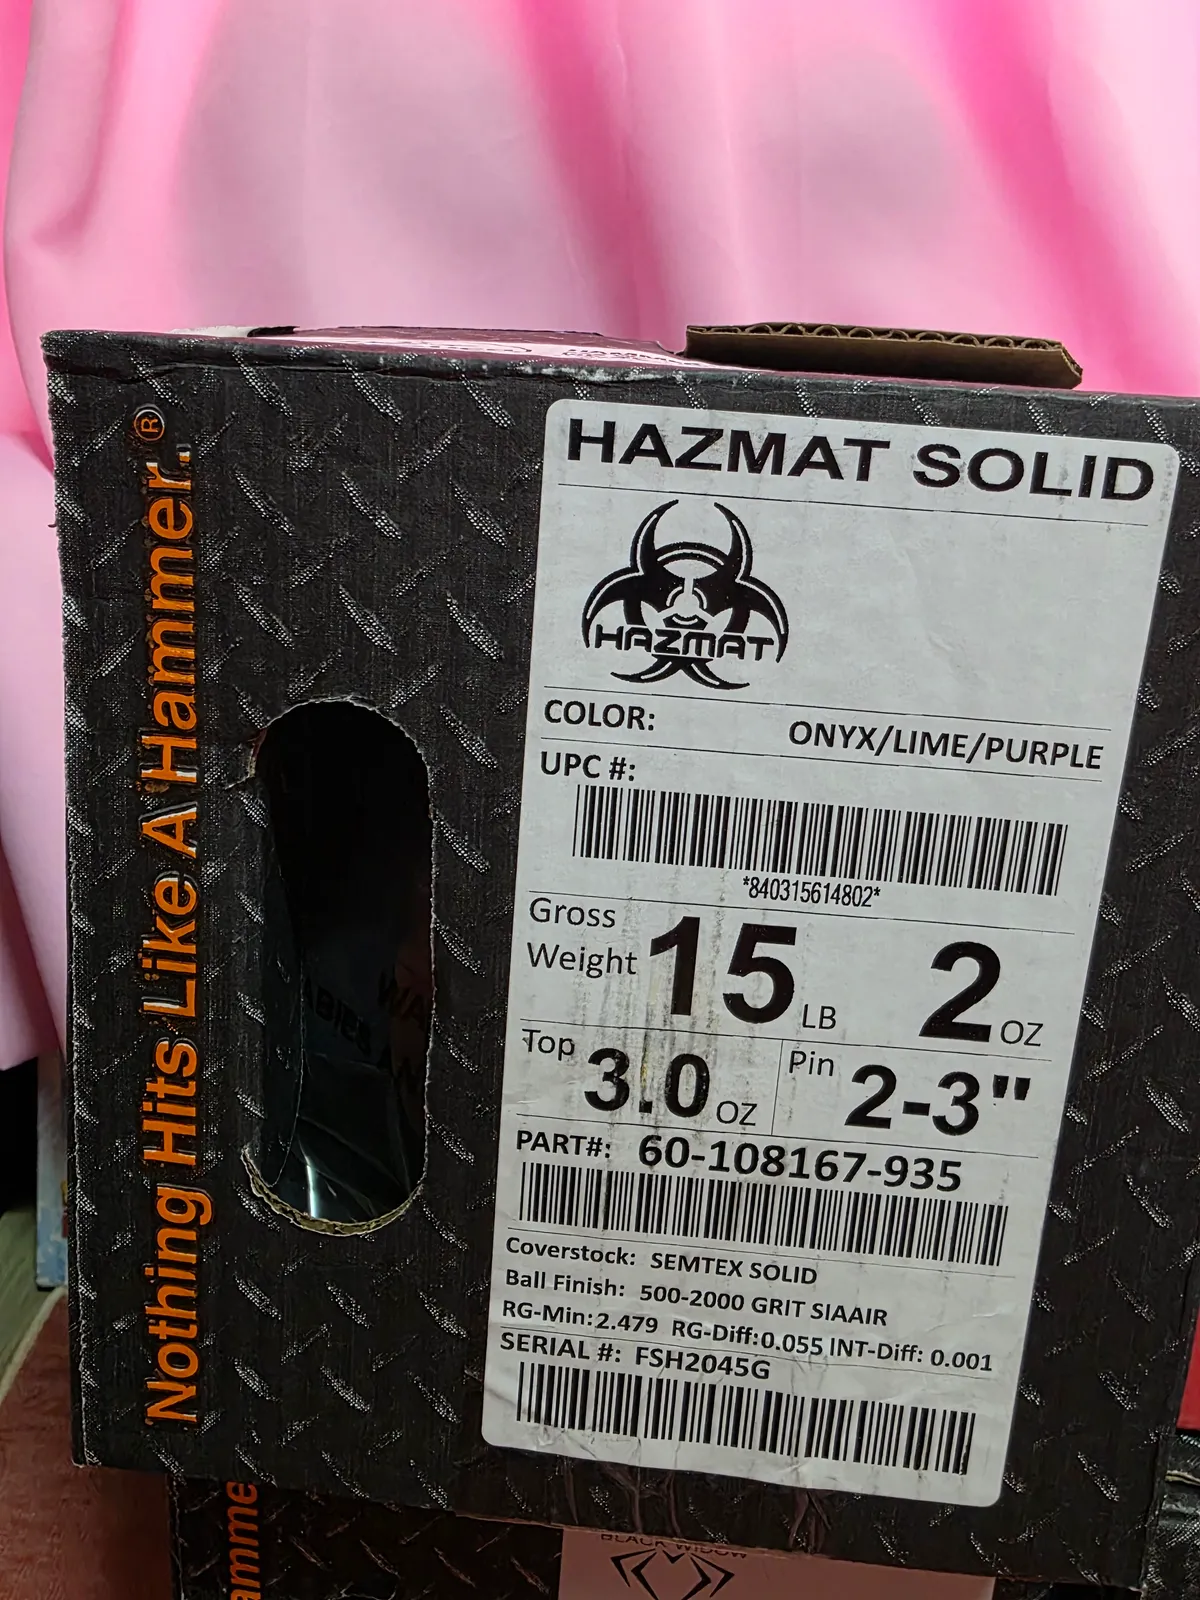 Nothing Hits Like A Hammer.®
HAZMAT SOLID
HAZMAT
COLOR: ONYX/LIME/PURPLE
UPC #:
*840315614802*
Gross
Weight 15 LB 2 OZ
Top 3.0 OZ Pin 2-3"
PART#: 60-108167-935
Coverstock: SEMTEX SOLID
Ball Finish: 500-2000 GRIT SIAAIR
RG-Min: 2.479 RG-Diff: 0.055 INT-Diff: 0.001
SERIAL #: FSH2045G
BLACK WIDOW